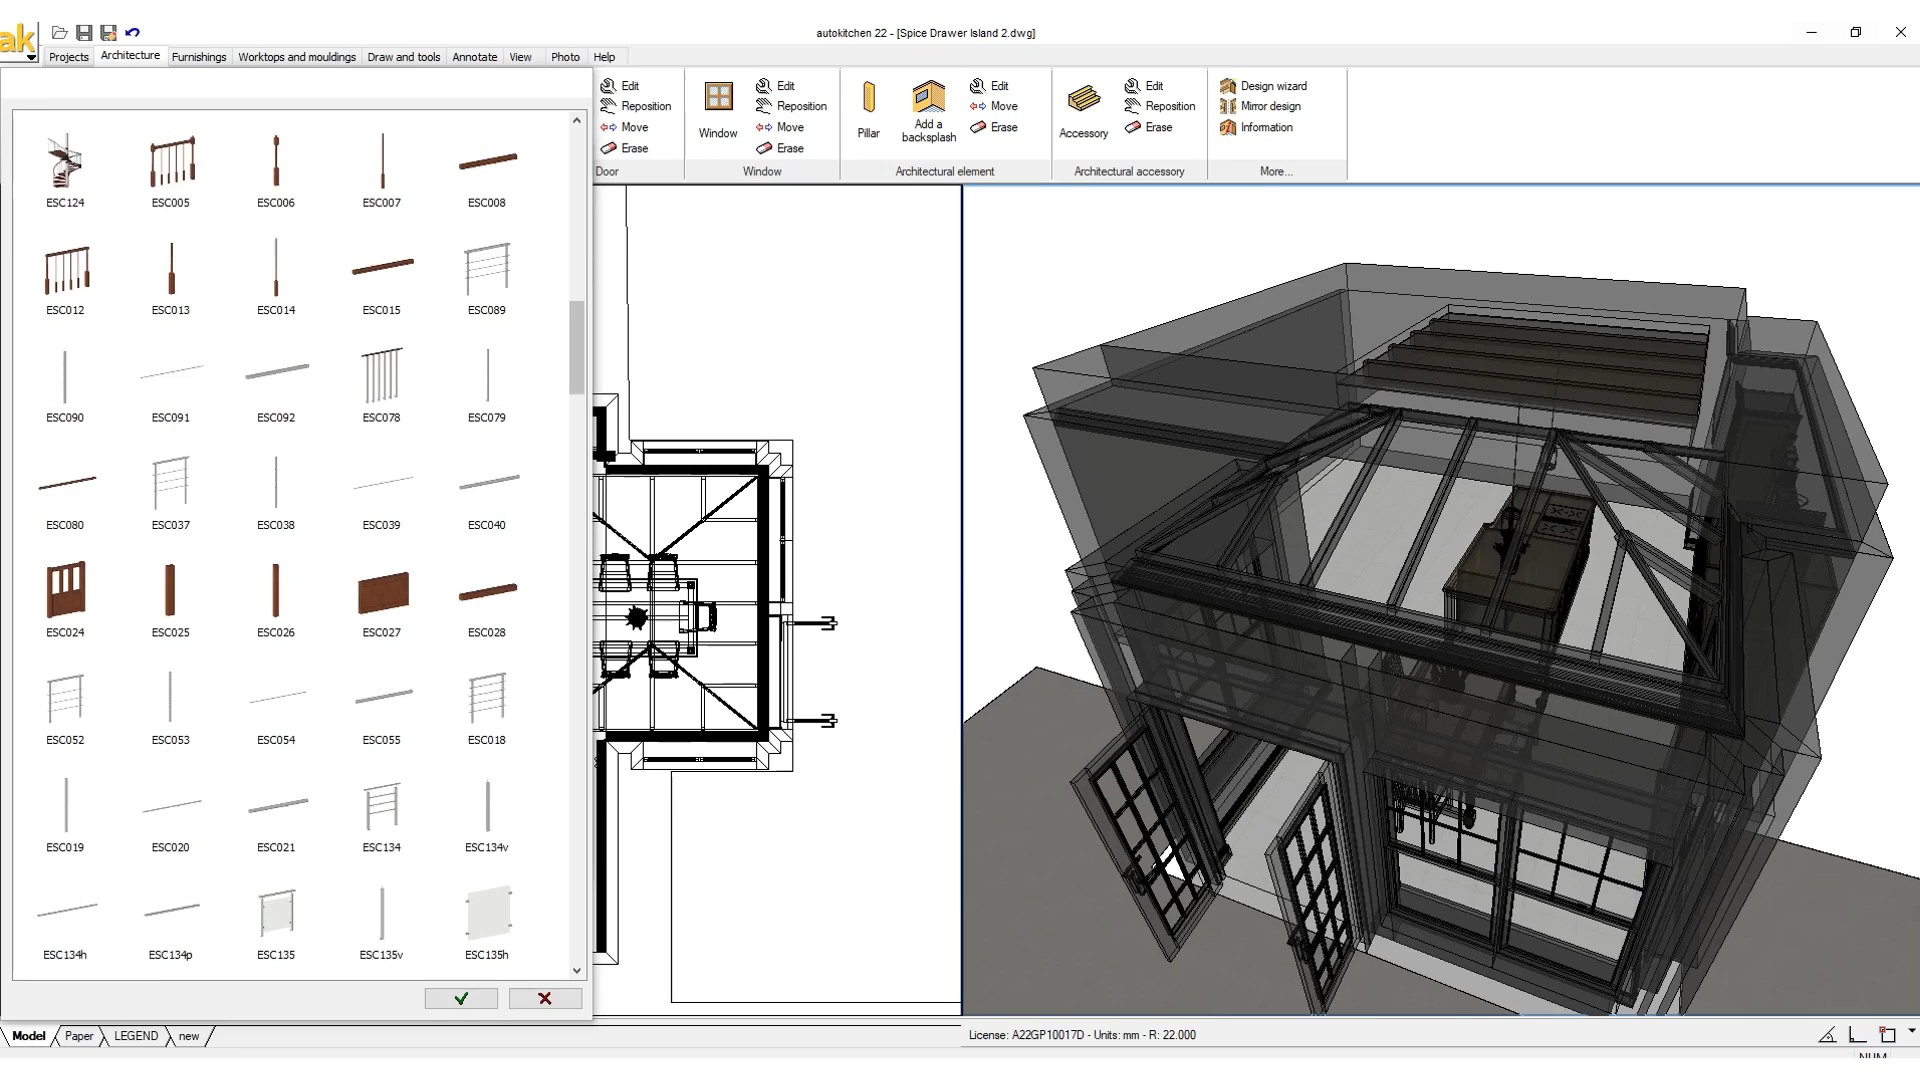 autokitchen 22 - [Spice Drawer Island 2.dwg]
ak
Projects Architecture Furnishings Worktops and mouldings Draw and tools Annotate View Photo Help
Edit
Reposition
Move
Erase
Door
Window
Edit
Reposition
Move
Erase
Window
Pillar
Add a
backsplash
Edit
Move
Erase
Architectural element
Accessory
Edit
Reposition
Erase
Architectural accessory
Design wizard
Mirror design
Information
More...
ESC124 ESC005 ESC006 ESC007 ESC008
ESC012 ESC013 ESC014 ESC015 ESC089
ESC090 ESC091 ESC092 ESC078 ESC079
ESC080 ESC037 ESC038 ESC039 ESC040
ESC024 ESC025 ESC026 ESC027 ESC028
ESC052 ESC053 ESC054 ESC055 ESC018
ESC019 ESC020 ESC021 ESC134 ESC134v
ESC134h ESC134p ESC135 ESC135v ESC135h
Model Paper LEGEND new
License: A22GP10017D - Units: mm - R: 22.000
NUM